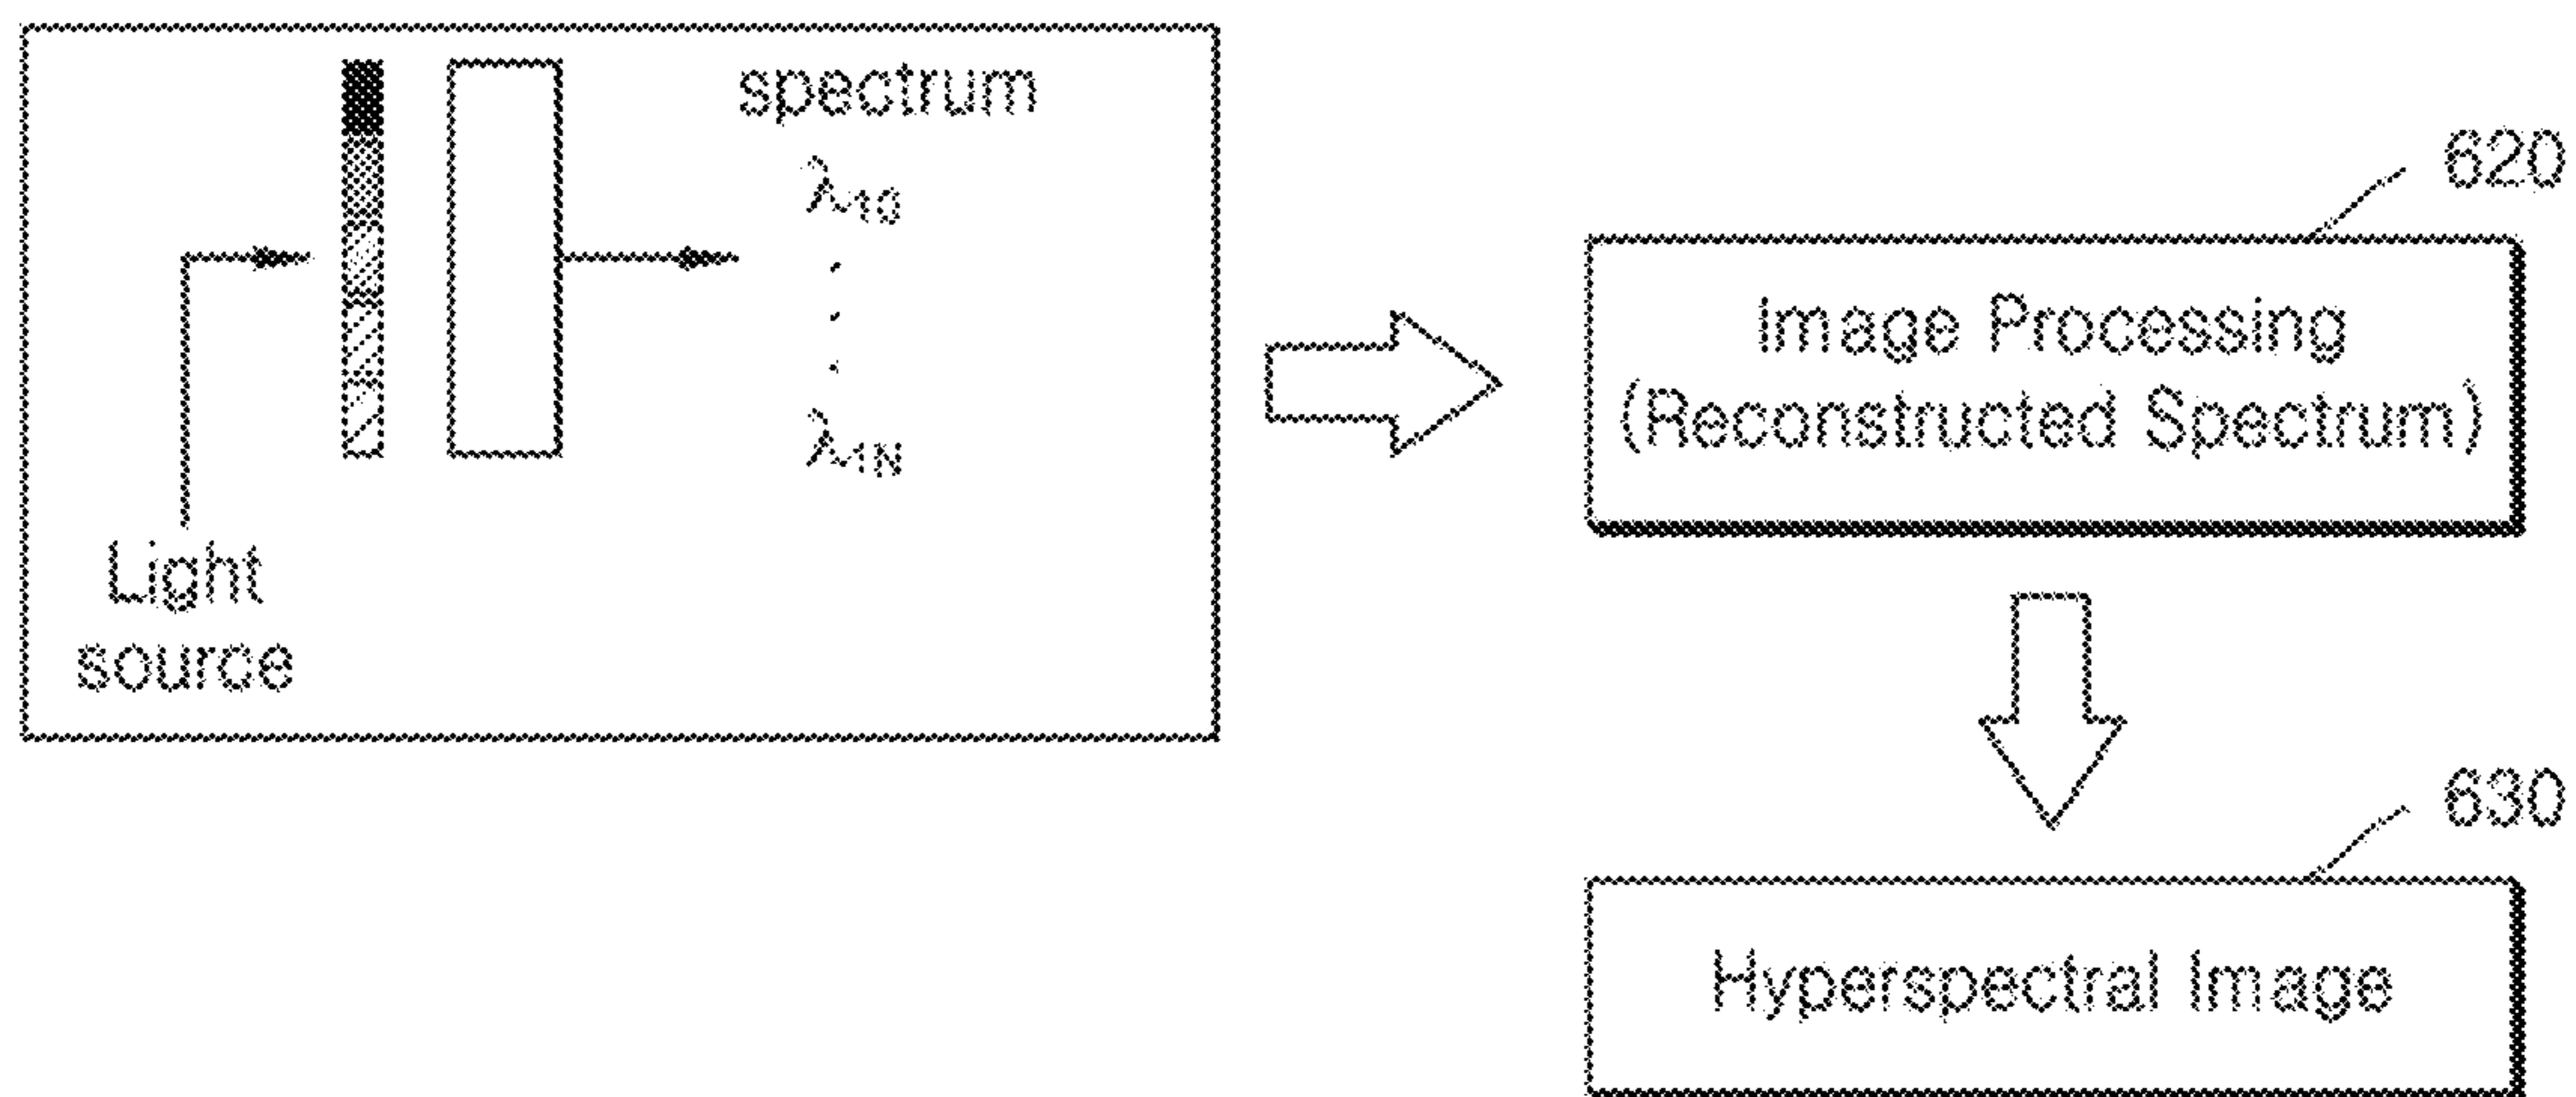 spectrum
λ10
λ1N
Light
source
620
Image Processing
(Reconstructed Spectrum)
630
Hyperspectral Image